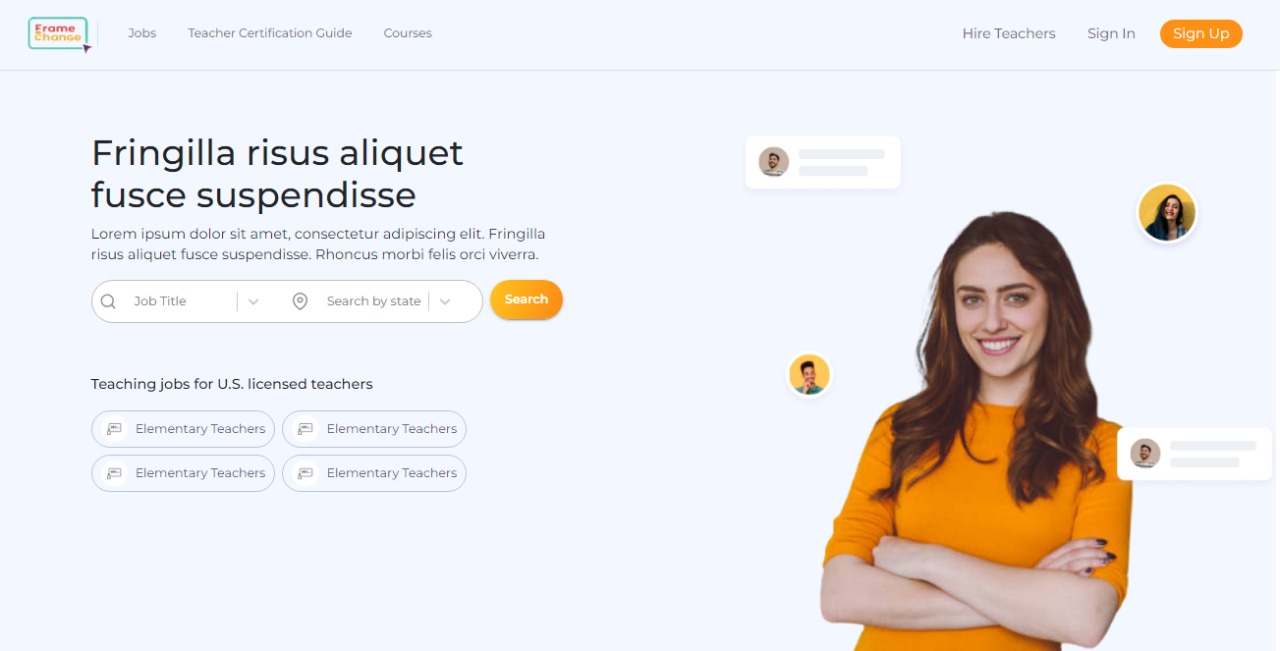 Frame
Change
Jobs
Teacher Certification Guide
Courses
Hire Teachers
Sign In
Sign Up
Fringilla risus aliquet
fusce suspendisse
Lorem ipsum dolor sit amet, consectetur adipiscing elit. Fringilla
risus aliquet fusce suspendisse. Rhoncus morbi felis orci viverra.
Job Title
Search by state
Search
Teaching jobs for U.S. licensed teachers
Elementary Teachers
Elementary Teachers
Elementary Teachers
Elementary Teachers